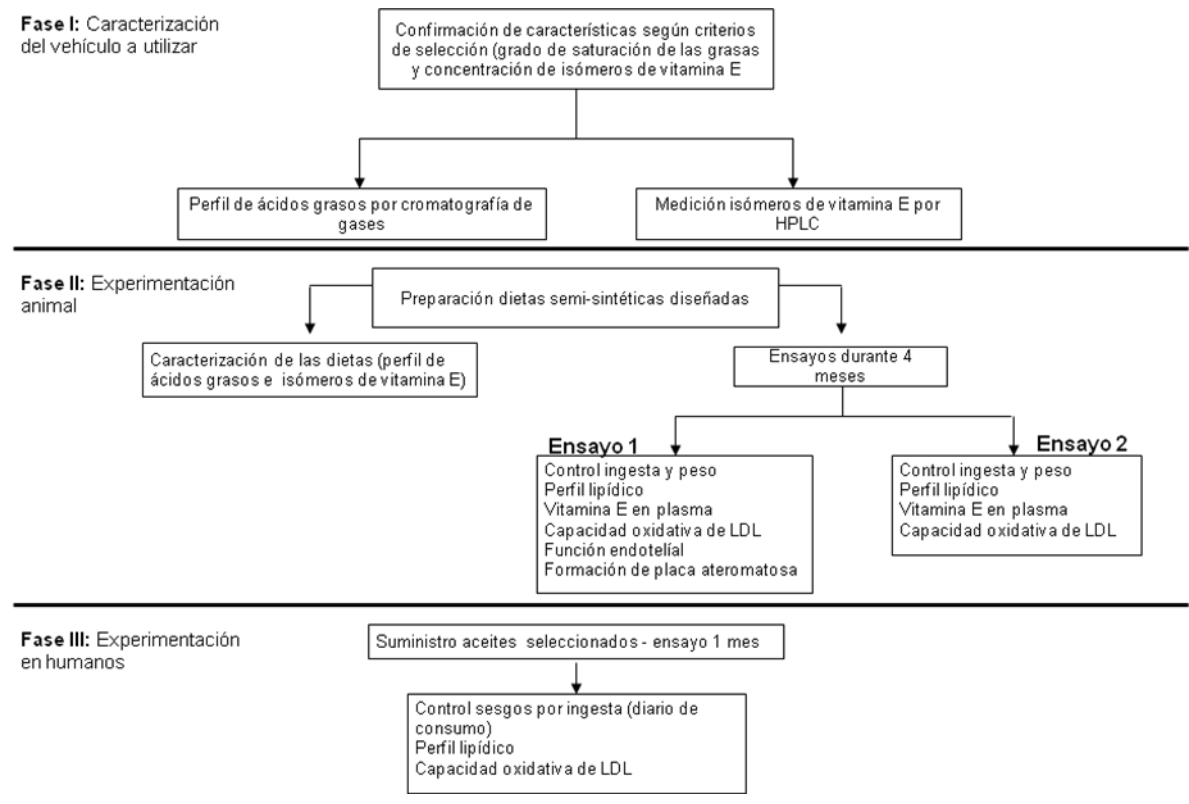 Fase I: Caracterización
del vehículo a utilizar
Confirmación de características según criterios
de selección (grado de saturación de las grasas
y concentración de isómeros de vitamina E
Perfil de ácidos grasos por cromatografía de
gases
Medición isómeros de vitamina E por
HPLC
Fase II: Experimentación
animal
Preparación dietas semi-sintéticas diseñadas
Caracterización de las dietas (perfil de
ácidos grasos e isómeros de vitamina E)
Ensayos durante 4
meses
Ensayo 1
Control ingesta y peso
Perfil lipídico
Vitamina E en plasma
Capacidad oxidativa de LDL
Función endotelíal
Formación de placa ateromatosa
Ensayo 2
Control ingesta y peso
Perfil lipídico
Vitamina E en plasma
Capacidad oxidativa de LDL
Fase III: Experimentación
en humanos
Suministro aceites seleccionados - ensayo 1 mes
Control sesgos por ingesta (diario de
consumo)
Perfil lipídico
Capacidad oxidativa de LDL